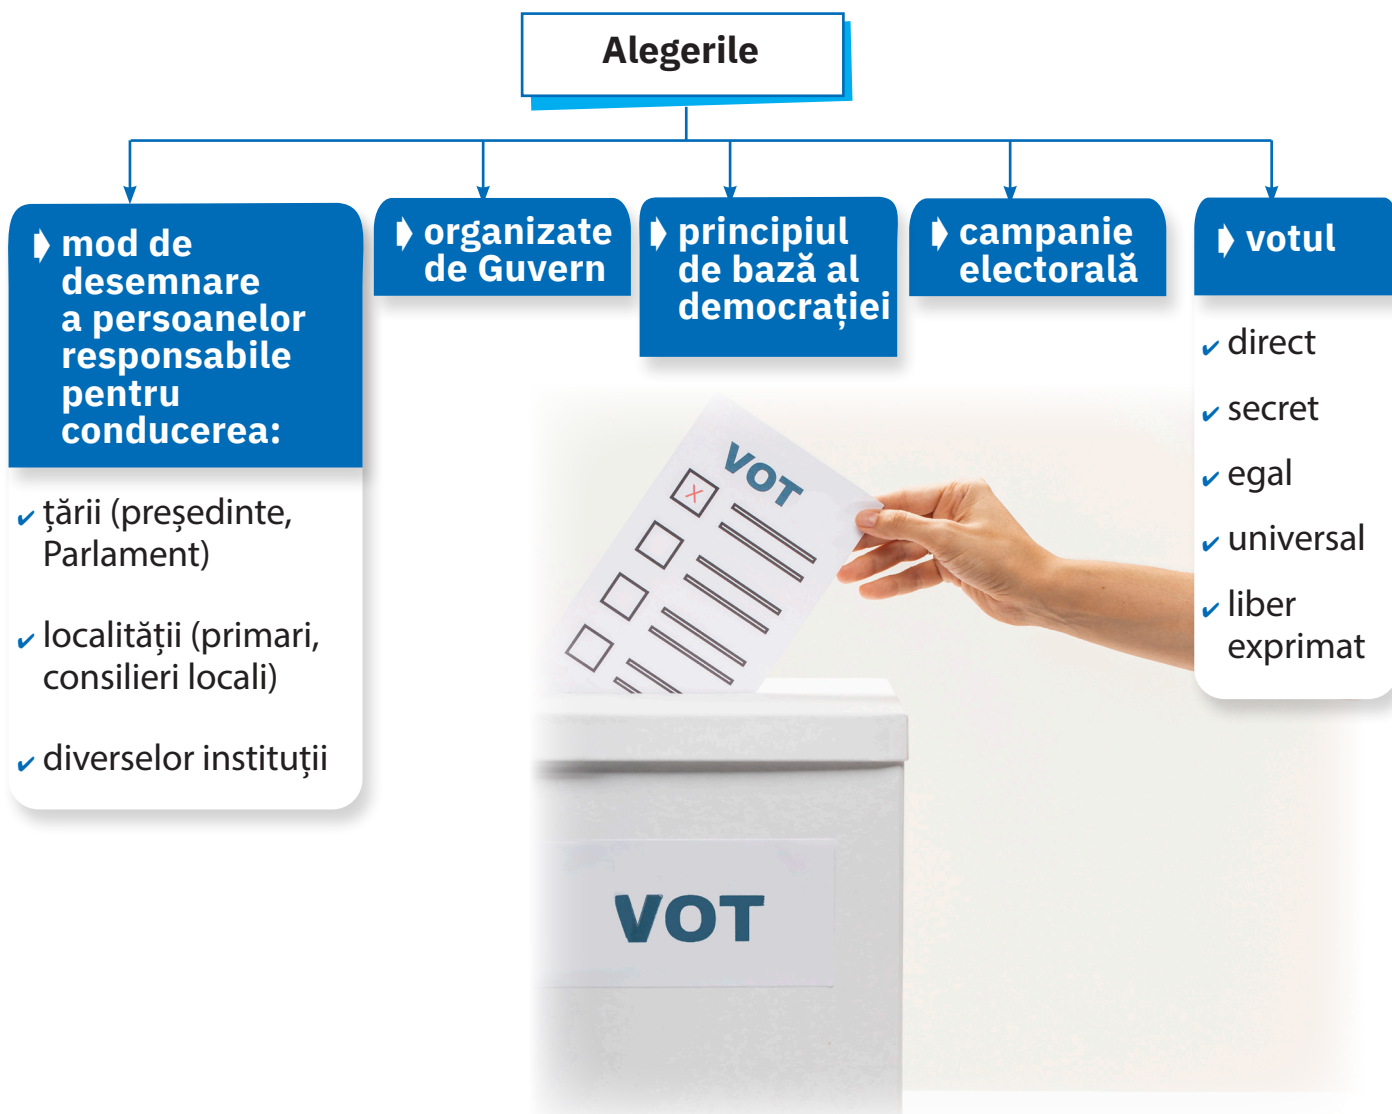 Alegerile
mod de
desemnare
a persoanelor
responsabile
pentru
conducerea:
țării (președinte,
Parlament)
localității (primari,
consilieri locali)
diverselor instituții
organizate
de Guvern
principiul
de bază al
democrației
campanie
electorală
votul
direct
secret
egal
universal
liber
exprimat
VOT
VOT